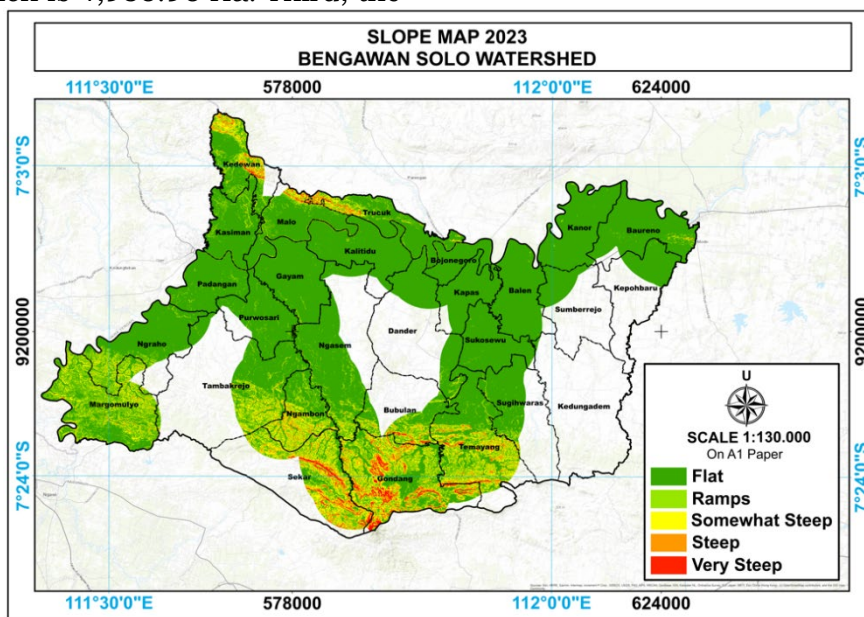 SLOPE MAP 2023
BENGAWAN SOLO WATERSHED
111°30'0"E 578000 112°0'0"E 624000
7°3'0"S 7°3'0"S
Kedewan
Trucuk
Malo
Kanor
Baureno
Kasiman
Kalitidu
Bojonegoro
Gayam
Padangan
Kapas
Balen
Kepohbaru
Sumberrejo
Purwosari
Dander
9200000 9200000
Ngraho
Ngasem
Sukosewu
Tambakrejo
Margomulyo
Ngambon
Bubulan
Sugihwaras
Kedungadem
Temayang
Sekar
Gondang
7°24'0"S 7°24'0"S
U
SCALE 1:130.000
On A1 Paper
Flat
Ramps
Somewhat Steep
Steep
Very Steep
111°30'0"E 578000 112°0'0"E 624000